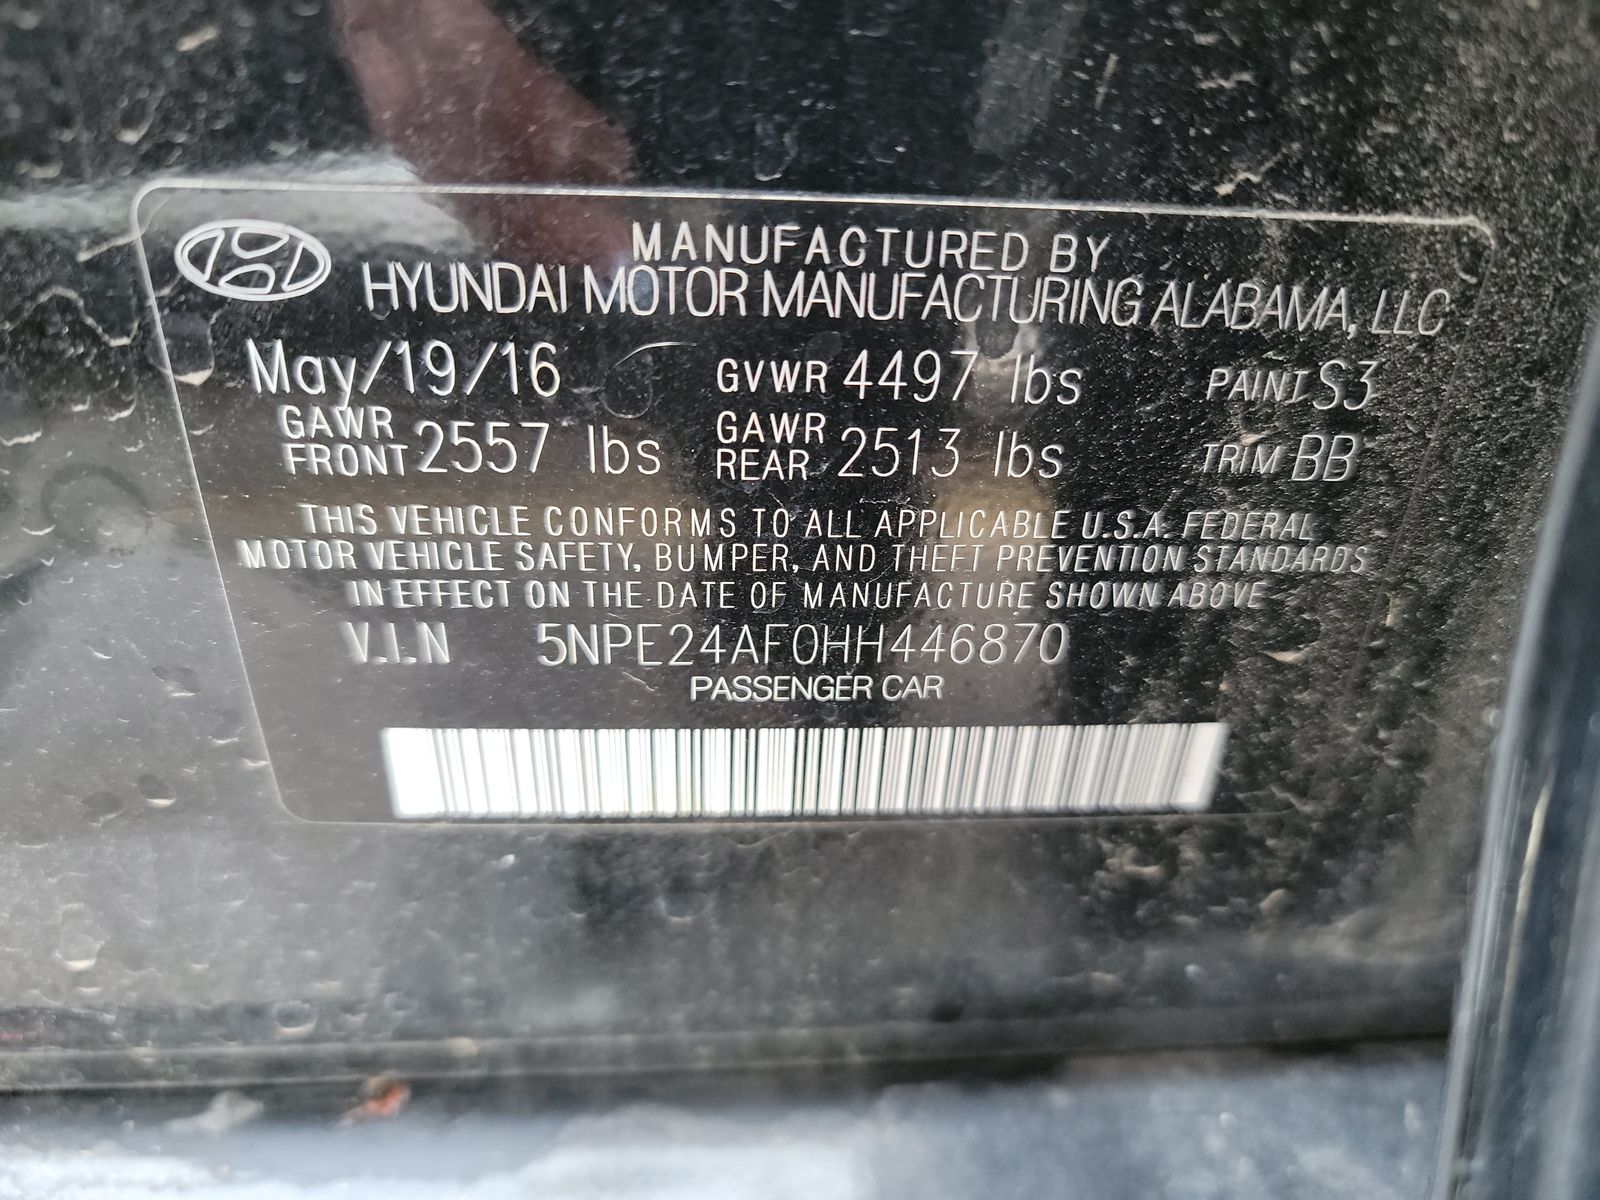 MANUFACTURED BY
HYUNDAI MOTOR MANUFACTURING ALABAMA, LLC
May/19/16 GVWR 4497 lbs PAINT S3
GAWR FRONT 2557 lbs GAWR REAR 2513 lbs TRIM BB
THIS VEHICLE CONFORMS TO ALL APPLICABLE U.S.A. FEDERAL
MOTOR VEHICLE SAFETY, BUMPER, AND THEFT PREVENTION STANDARDS
IN EFFECT ON THE DATE OF MANUFACTURE SHOWN ABOVE
V.I.N 5NPE24AF0HH446870
PASSENGER CAR